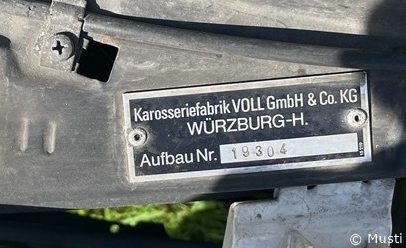 Karosseriefabrik VOLL GmbH & Co. KG
WÜRZBURG-H.
Aufbau Nr. 19304
© Musti